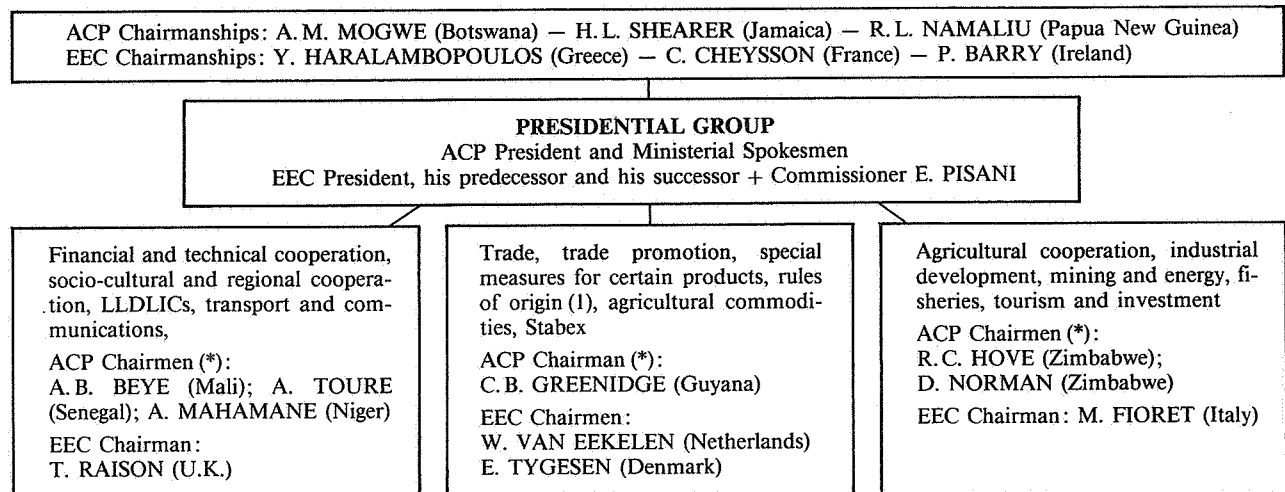 ACP Chairmanships: A. M. MOGWE (Botswana) — H. L. SHEARER (Jamaica) — R. L. NAMALIU (Papua New Guinea)
EEC Chairmanships: Y. HARALAMBOPOULOS (Greece) — C. CHEYSSON (France) — P. BARRY (Ireland)
PRESIDENTIAL GROUP
ACP President and Ministerial Spokesmen
EEC President, his predecessor and his successor + Commissioner E. PISANI
Financial and technical cooperation,
socio-cultural and regional coopera-
tion, LLDLICs, transport and com-
munications,
ACP Chairmen (*):
A. B. BEYE (Mali); A. TOURE
(Senegal); A. MAHAMANE (Niger)
EEC Chairman:
T. RAISON (U.K.)
Trade, trade promotion, special
measures for certain products, rules
of origin (1), agricultural commodi-
ties, Stabex
ACP Chairman (*):
C. B. GREENIDGE (Guyana)
EEC Chairmen:
W. VAN EEKELEN (Netherlands)
E. TYGESEN (Denmark)
Agricultural cooperation, industrial
development, mining and energy, fi-
sheries, tourism and investment
ACP Chairmen (*):
R. C. HOVE (Zimbabwe);
D. NORMAN (Zimbabwe)
EEC Chairman: M. FIORET (Italy)